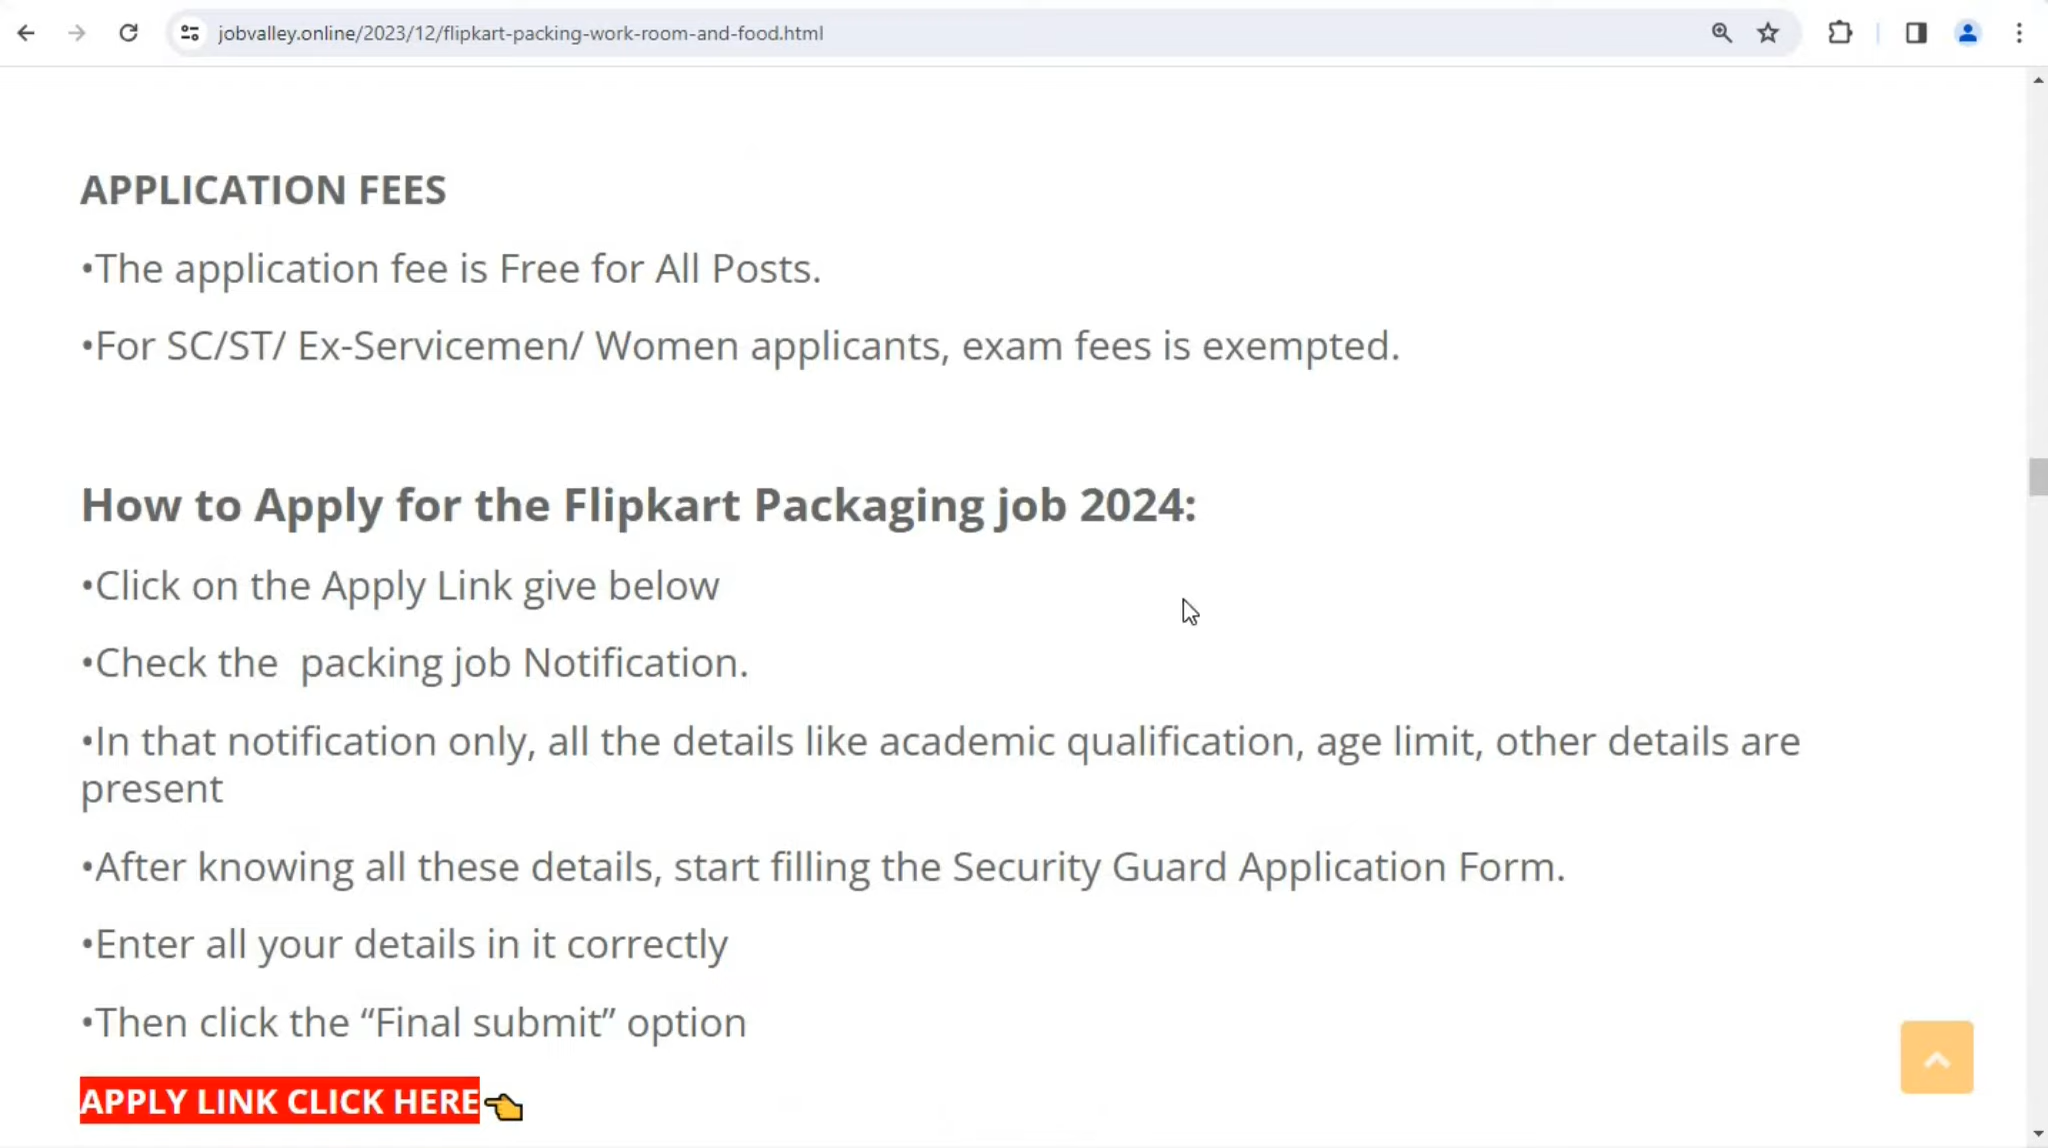 jobvalley.online/2023/12/flipkart-packing-work-room-and-food.html
APPLICATION FEES
•The application fee is Free for All Posts.
•For SC/ST/ Ex-Servicemen/ Women applicants, exam fees is exempted.
How to Apply for the Flipkart Packaging job 2024:
•Click on the Apply Link give below
•Check the  packing job Notification.
•In that notification only, all the details like academic qualification, age limit, other details are
present
•After knowing all these details, start filling the Security Guard Application Form.
•Enter all your details in it correctly
•Then click the “Final submit” option
APPLY LINK CLICK HERE